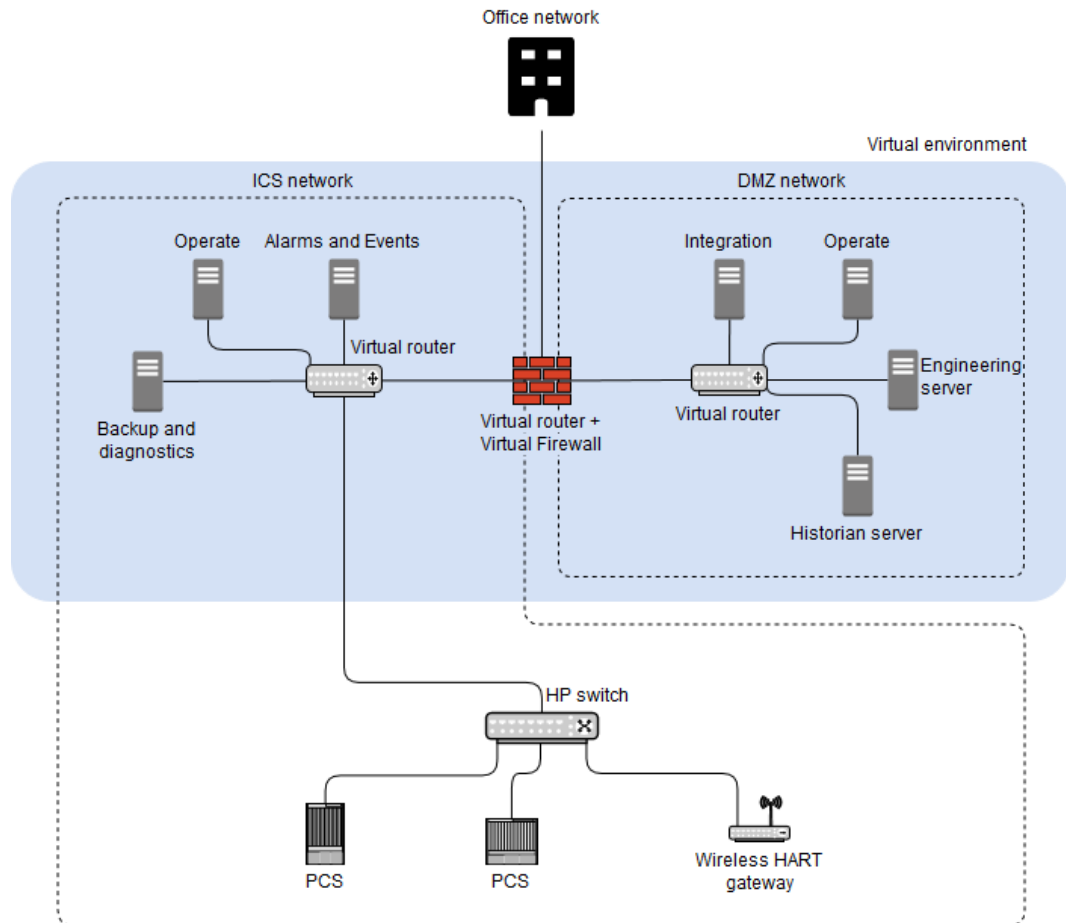 Office network
Virtual environment
ICS network
DMZ network
Operate
Alarms and Events
Integration
Operate
Virtual router
Engineering
server
Backup and
diagnostics
Virtual router +
Virtual Firewall
Virtual router
Historian server
HP switch
PCS
PCS
Wireless HART
gateway